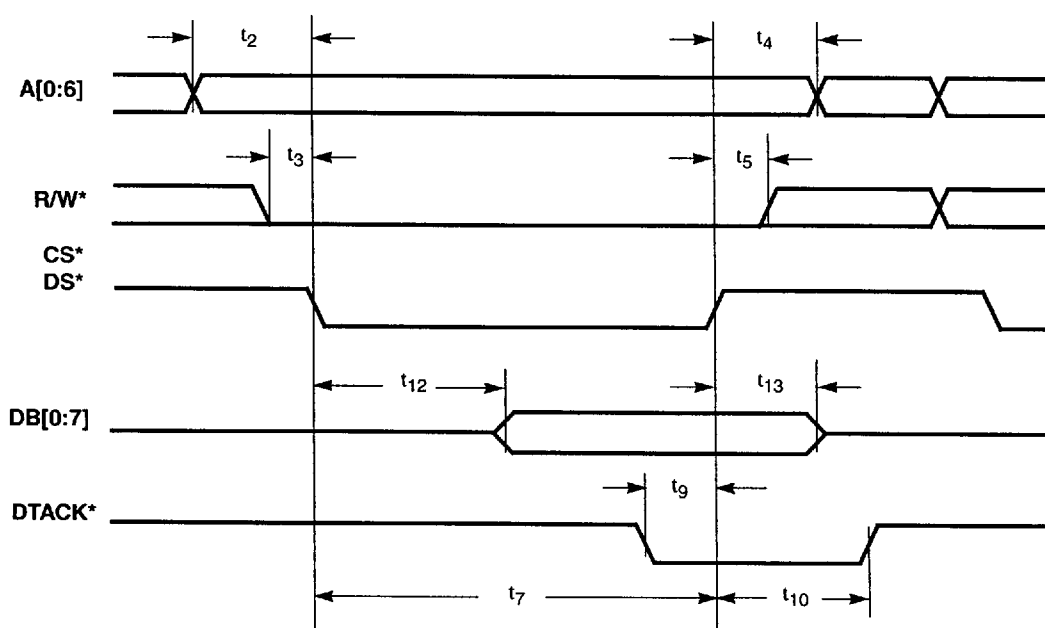 t2
t4
A[0:6]
t3
t5
R/W*
CS*
DS*
t12
t13
DB[0:7]
t9
DTACK*
t7
t10